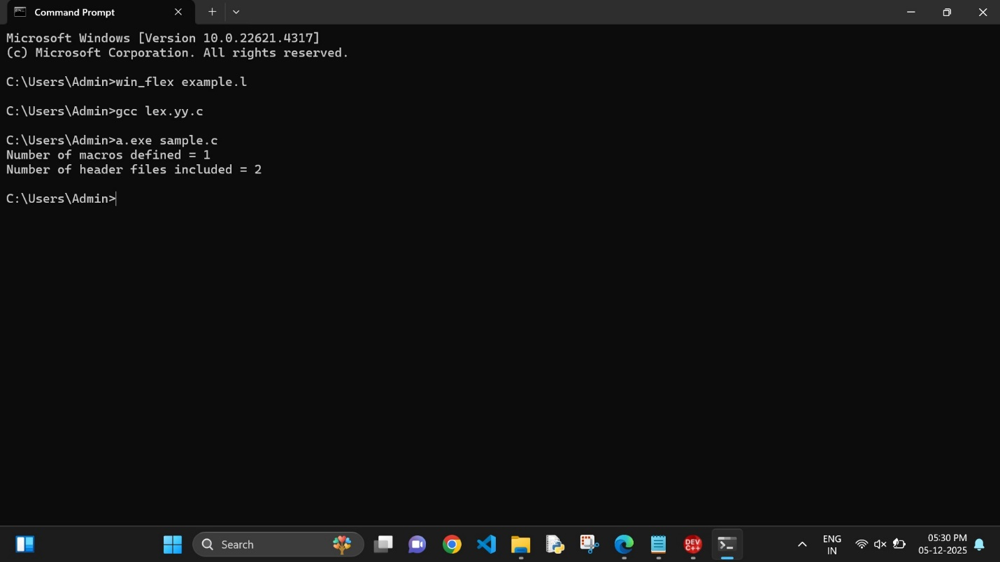 Command Prompt
Microsoft Windows [Version 10.0.22621.4317]
(c) Microsoft Corporation. All rights reserved.
C:\Users\Admin>win_flex example.l
C:\Users\Admin>gcc lex.yy.c
C:\Users\Admin>a.exe sample.c
Number of macros defined = 1
Number of header files included = 2
C:\Users\Admin>
Search
DEV
C++
ENG
IN
05:30 PM
05-12-2025